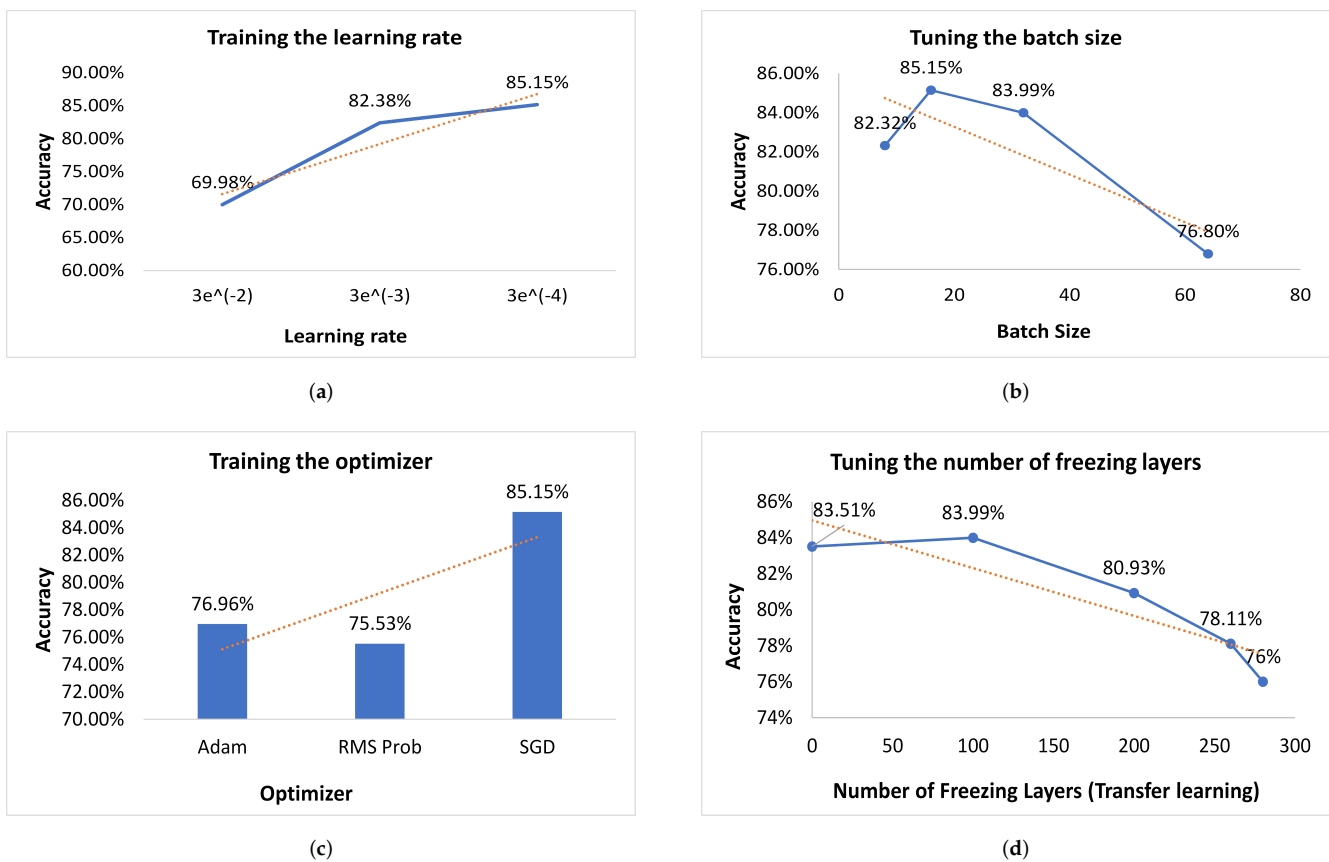 Training the learning rate
90.00%
85.00%
80.00%
75.00%
70.00%
65.00%
60.00%
Accuracy
69.98%
82.38%
85.15%
3e^(-2)
3e^(-3)
3e^(-4)
Learning rate
(a)
Tuning the batch size
86.00%
84.00%
82.00%
80.00%
78.00%
76.00%
Accuracy
82.32%
85.15%
83.99%
76.80%
0
20
40
60
80
Batch Size
(b)
Training the optimizer
86.00%
84.00%
82.00%
80.00%
78.00%
76.00%
74.00%
72.00%
70.00%
Accuracy
76.96%
75.53%
85.15%
Adam
RMS Prob
SGD
Optimizer
(c)
Tuning the number of freezing layers
86%
84%
82%
80%
78%
76%
74%
Accuracy
83.51%
83.99%
80.93%
78.11%
76%
0
50
100
150
200
250
300
Number of Freezing Layers (Transfer learning)
(d)